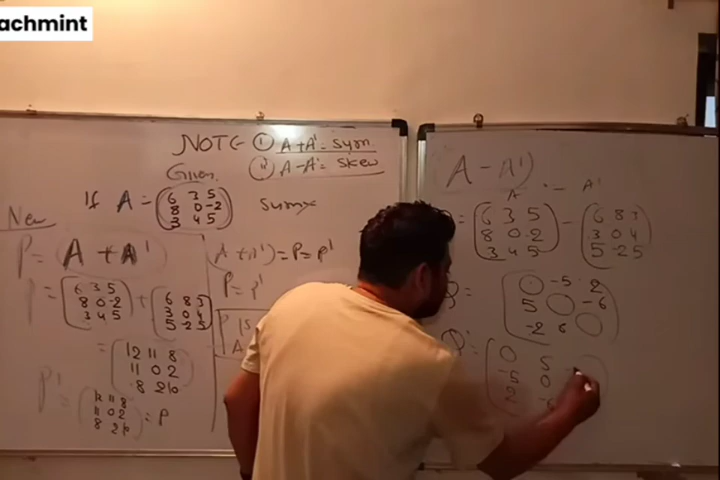 achmint
NOTE (i) A+A' = Sym.
(ii) A-A' = Skew
Given.
If A = (6 3 5
8 0 -2
3 4 5)
Symx
New
P = (A + A')
(A + A') = P = P'
P = P'
P = (6 3 5
8 0 -2
3 4 5) + (6 8 3
3 0 4
5 -2 5)
P is
A
= (12 11 8
11 0 2
8 2 10)
P' = (12 11 8
11 0 2
8 2 10) = P
(A - A')
A - A'
= (6 3 5
8 0 -2
3 4 5) - (6 8 3
3 0 4
5 -2 5)
Q = (0 -5 2
5 0 -6
-2 6 0)
Q' = (0 5
-5 0
2 -6